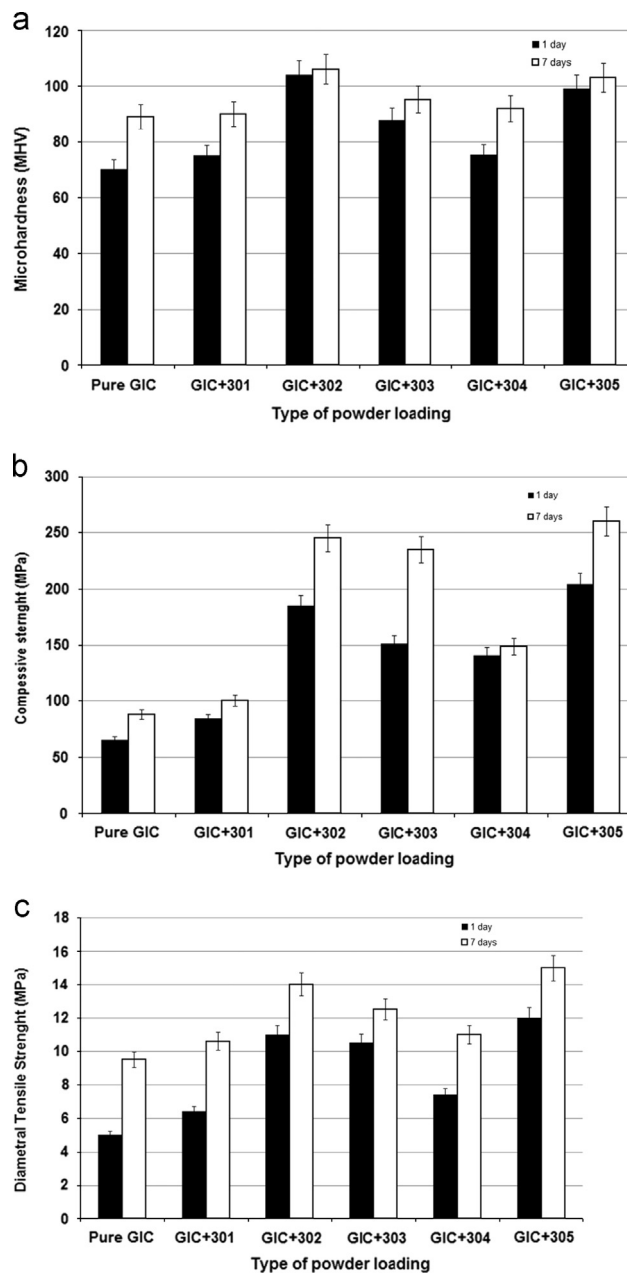 a
120
100
80
60
40
20
0
Microhardness (MHV)
1 day
7 days
Pure GIC GIC+301 GIC+302 GIC+303 GIC+304 GIC+305
Type of powder loading
b
300
250
200
150
100
50
0
Compessive sternght (MPa)
1 day
7 days
Pure GIC GIC+301 GIC+302 GIC+303 GIC+304 GIC+305
Type of powder loading
c
18
16
14
12
10
8
6
4
2
0
Diametral Tensile Strenght (MPa)
1 day
7 days
Pure GIC GIC+301 GIC+302 GIC+303 GIC+304 GIC+305
Type of powder loading